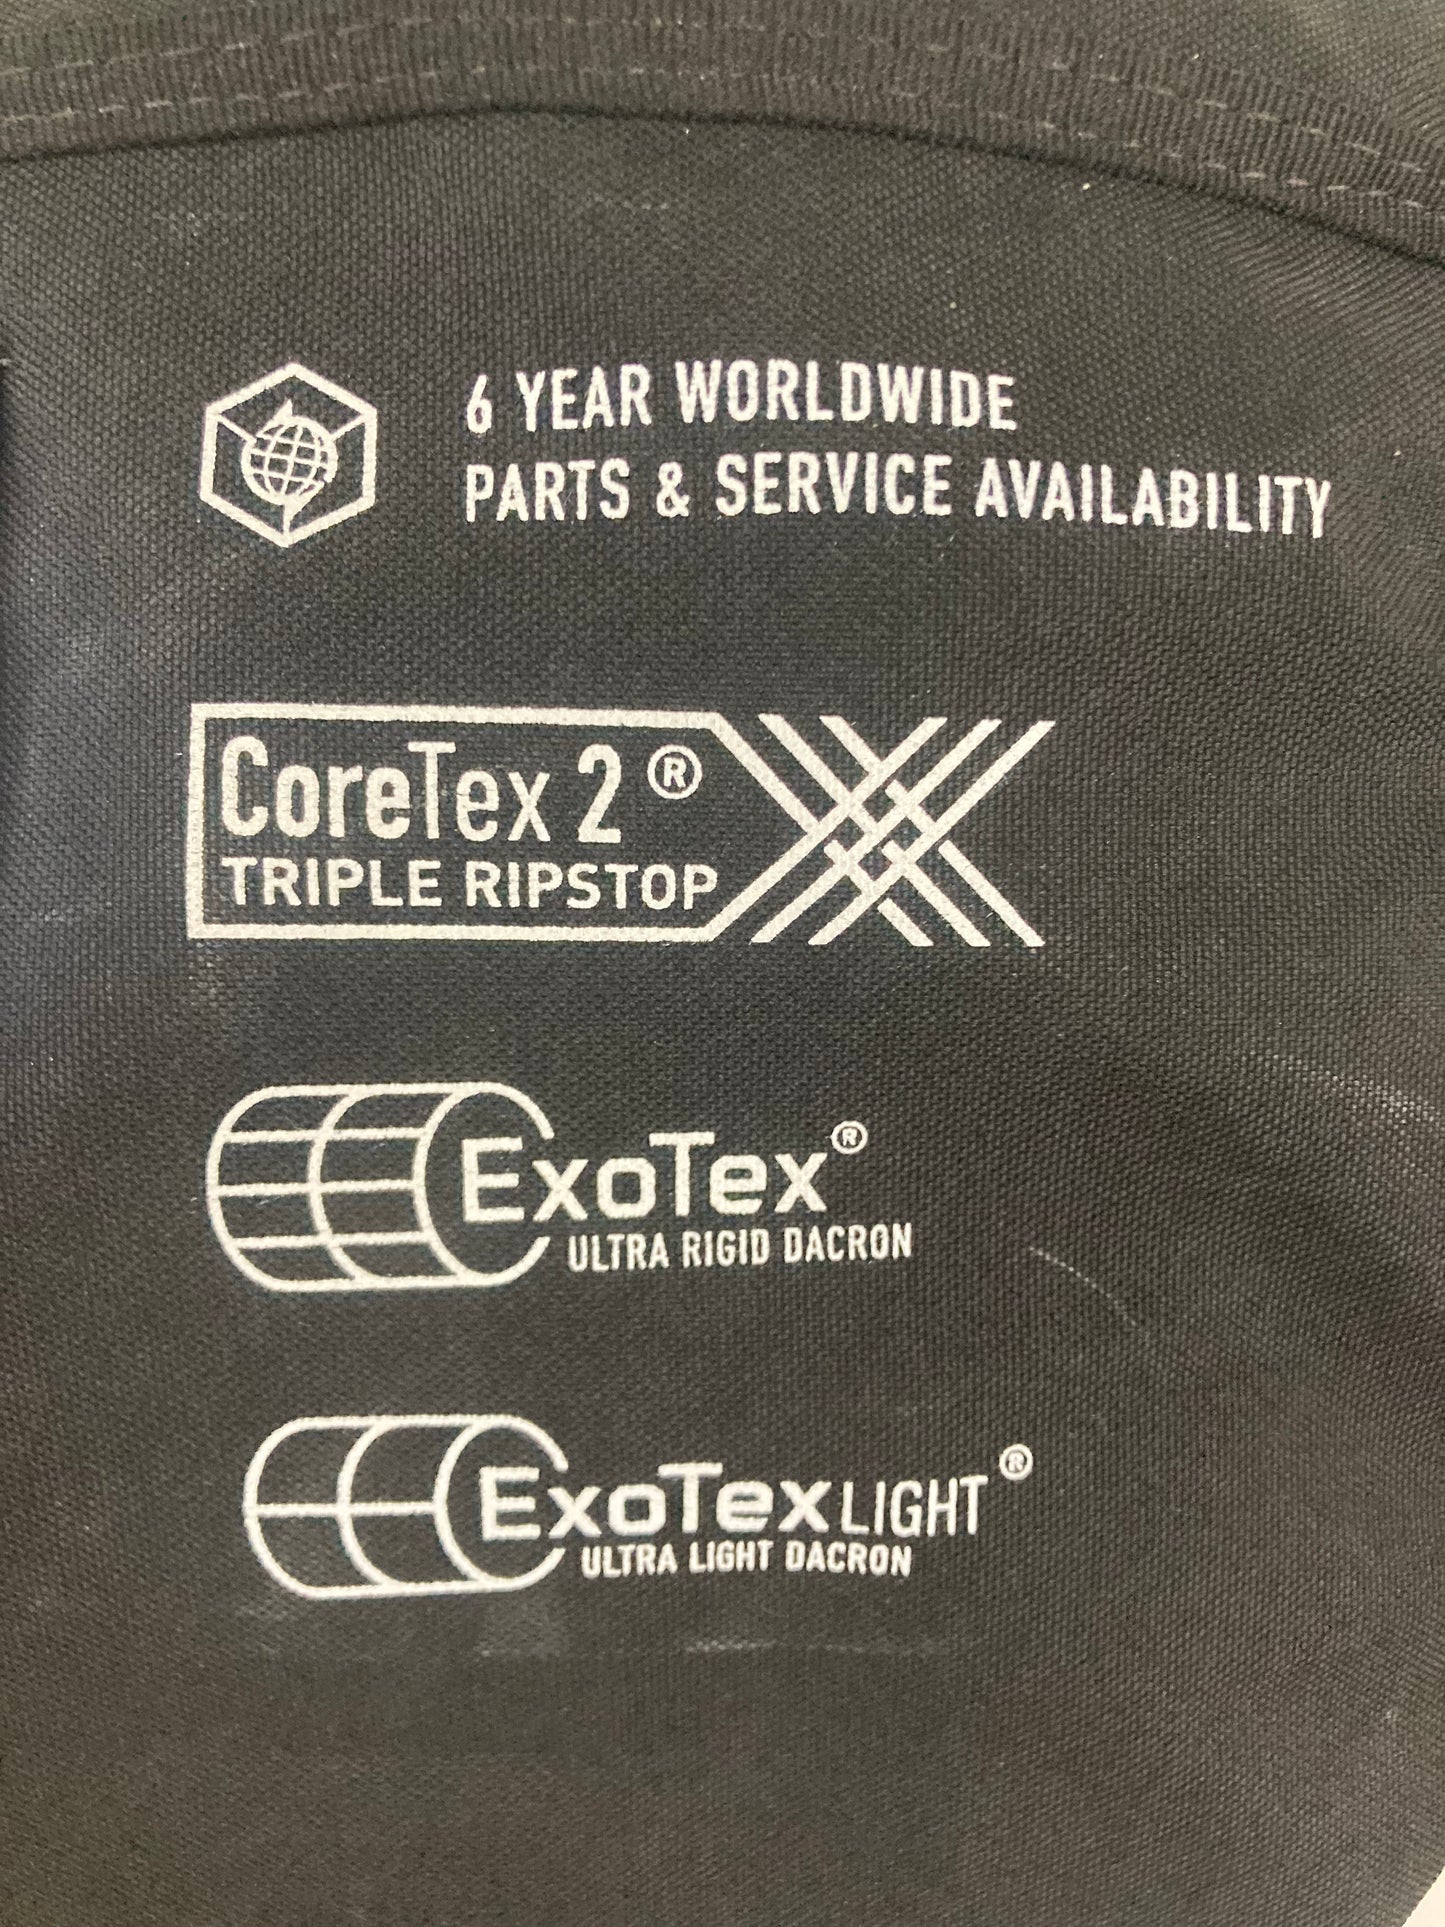 6 YEAR WORLDWIDE
PARTS & SERVICE AVAILABILITY
CoreTex 2®
TRIPLE RIPSTOP
ExoTex®
ULTRA RIGID DACRON
ExoTexLIGHT®
ULTRA LIGHT DACRON